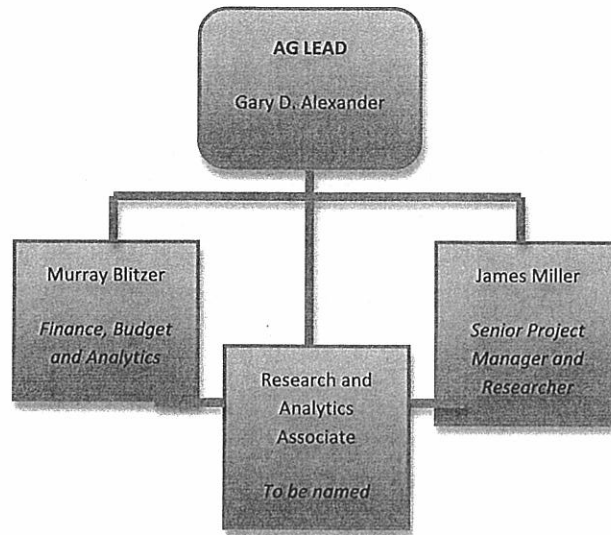 AG LEAD
Gary D. Alexander
Murray Blitzer
Finance, Budget
and Analytics
James Miller
Senior Project
Manager and
Researcher
Research and
Analytics
Associate
To be named